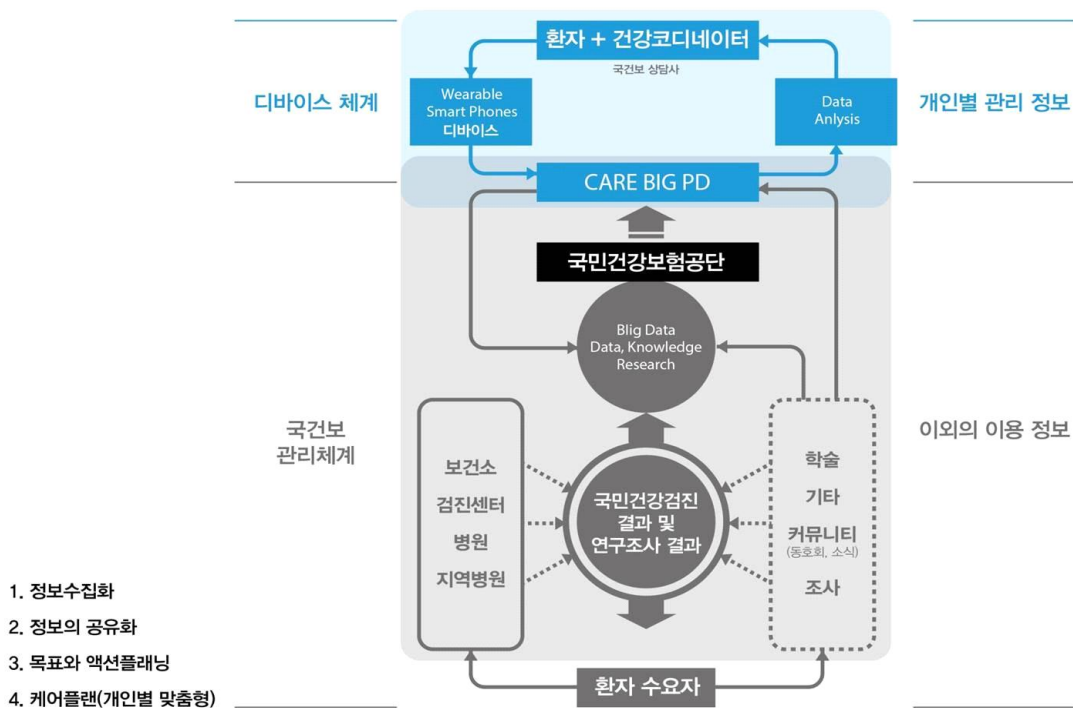 환자 + 건강코디네이터
국건보 상담사
디바이스 체계
Wearable
Smart Phones
디바이스
Data
Anlysis
개인별 관리 정보
CARE BIG PD
국민건강보험공단
Blig Data
Data, Knowledge
Research
국건보
관리체계
이외의 이용 정보
보건소
검진센터
병원
지역병원
국민건강검진
결과 및
연구조사 결과
학술
기타
커뮤니티
(동호회, 소식)
조사
1. 정보수집화
2. 정보의 공유화
3. 목표와 액션플래닝
4. 케어플랜(개인별 맞춤형)
환자 수요자